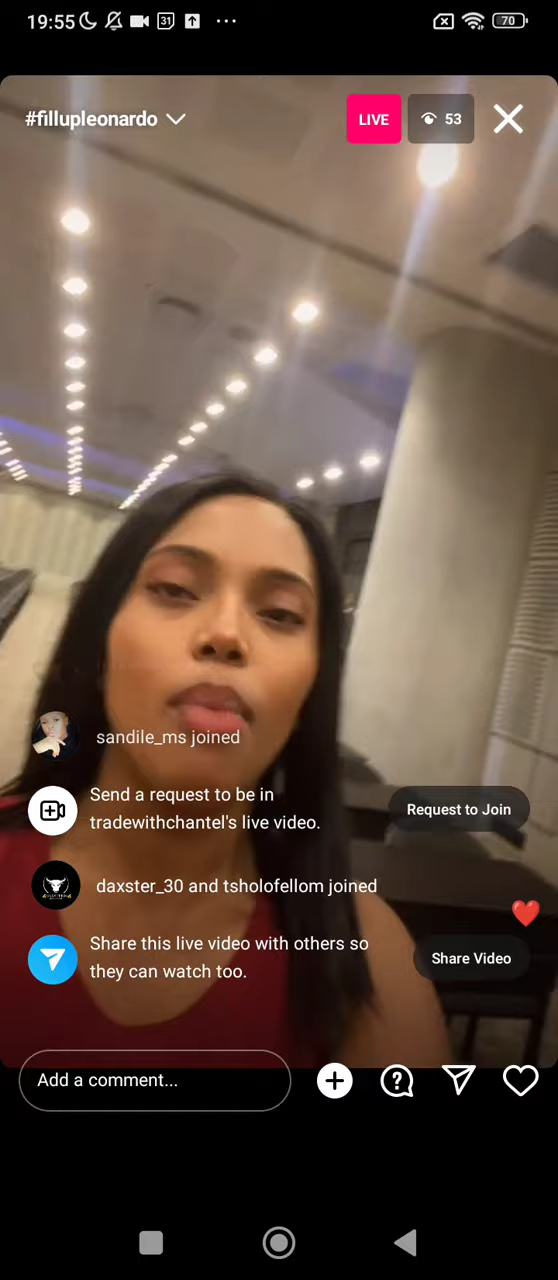 19:55
31
70
#fillupleonardo
LIVE
53
sandile_ms joined
Send a request to be in
tradewithchantel's live video.
Request to Join
daxster_30 and tsholofellom joined
Share this live video with others so
they can watch too.
Share Video
Add a comment...